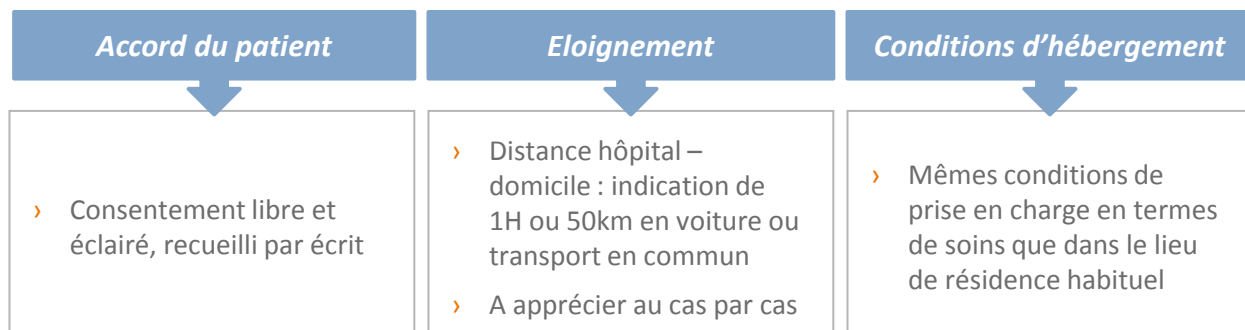 Accord du patient
› Consentement libre et
éclairé, recueilli par écrit
Eloignement
› Distance hôpital –
domicile : indication de
1H ou 50km en voiture ou
transport en commun
› A apprécier au cas par cas
Conditions d’hébergement
› Mêmes conditions de
prise en charge en termes
de soins que dans le lieu
de résidence habituel